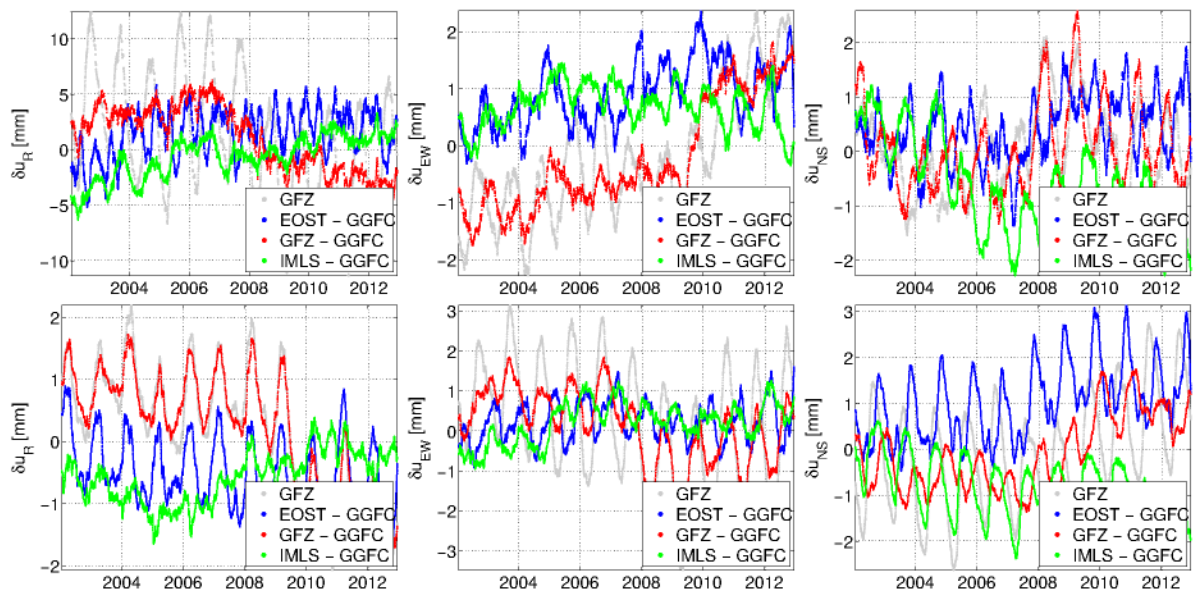 δu_R [mm]
10
5
0
−5
−10
GFZ
EOST − GGFC
GFZ − GGFC
IMLS − GGFC
2004 2006 2008 2010 2012
δu_EW [mm]
2
1
0
−1
−2
GFZ
EOST − GGFC
GFZ − GGFC
IMLS − GGFC
2004 2006 2008 2010 2012
δu_NS [mm]
2
1
0
−1
−2
GFZ
EOST − GGFC
GFZ − GGFC
IMLS − GGFC
2004 2006 2008 2010 2012
δu_R [mm]
2
1
0
−1
−2
GFZ
EOST − GGFC
GFZ − GGFC
IMLS − GGFC
2004 2006 2008 2010 2012
δu_EW [mm]
3
2
1
0
−1
−2
−3
GFZ
EOST − GGFC
GFZ − GGFC
IMLS − GGFC
2004 2006 2008 2010 2012
δu_NS [mm]
3
2
1
0
−1
−2
GFZ
EOST − GGFC
GFZ − GGFC
IMLS − GGFC
2004 2006 2008 2010 2012